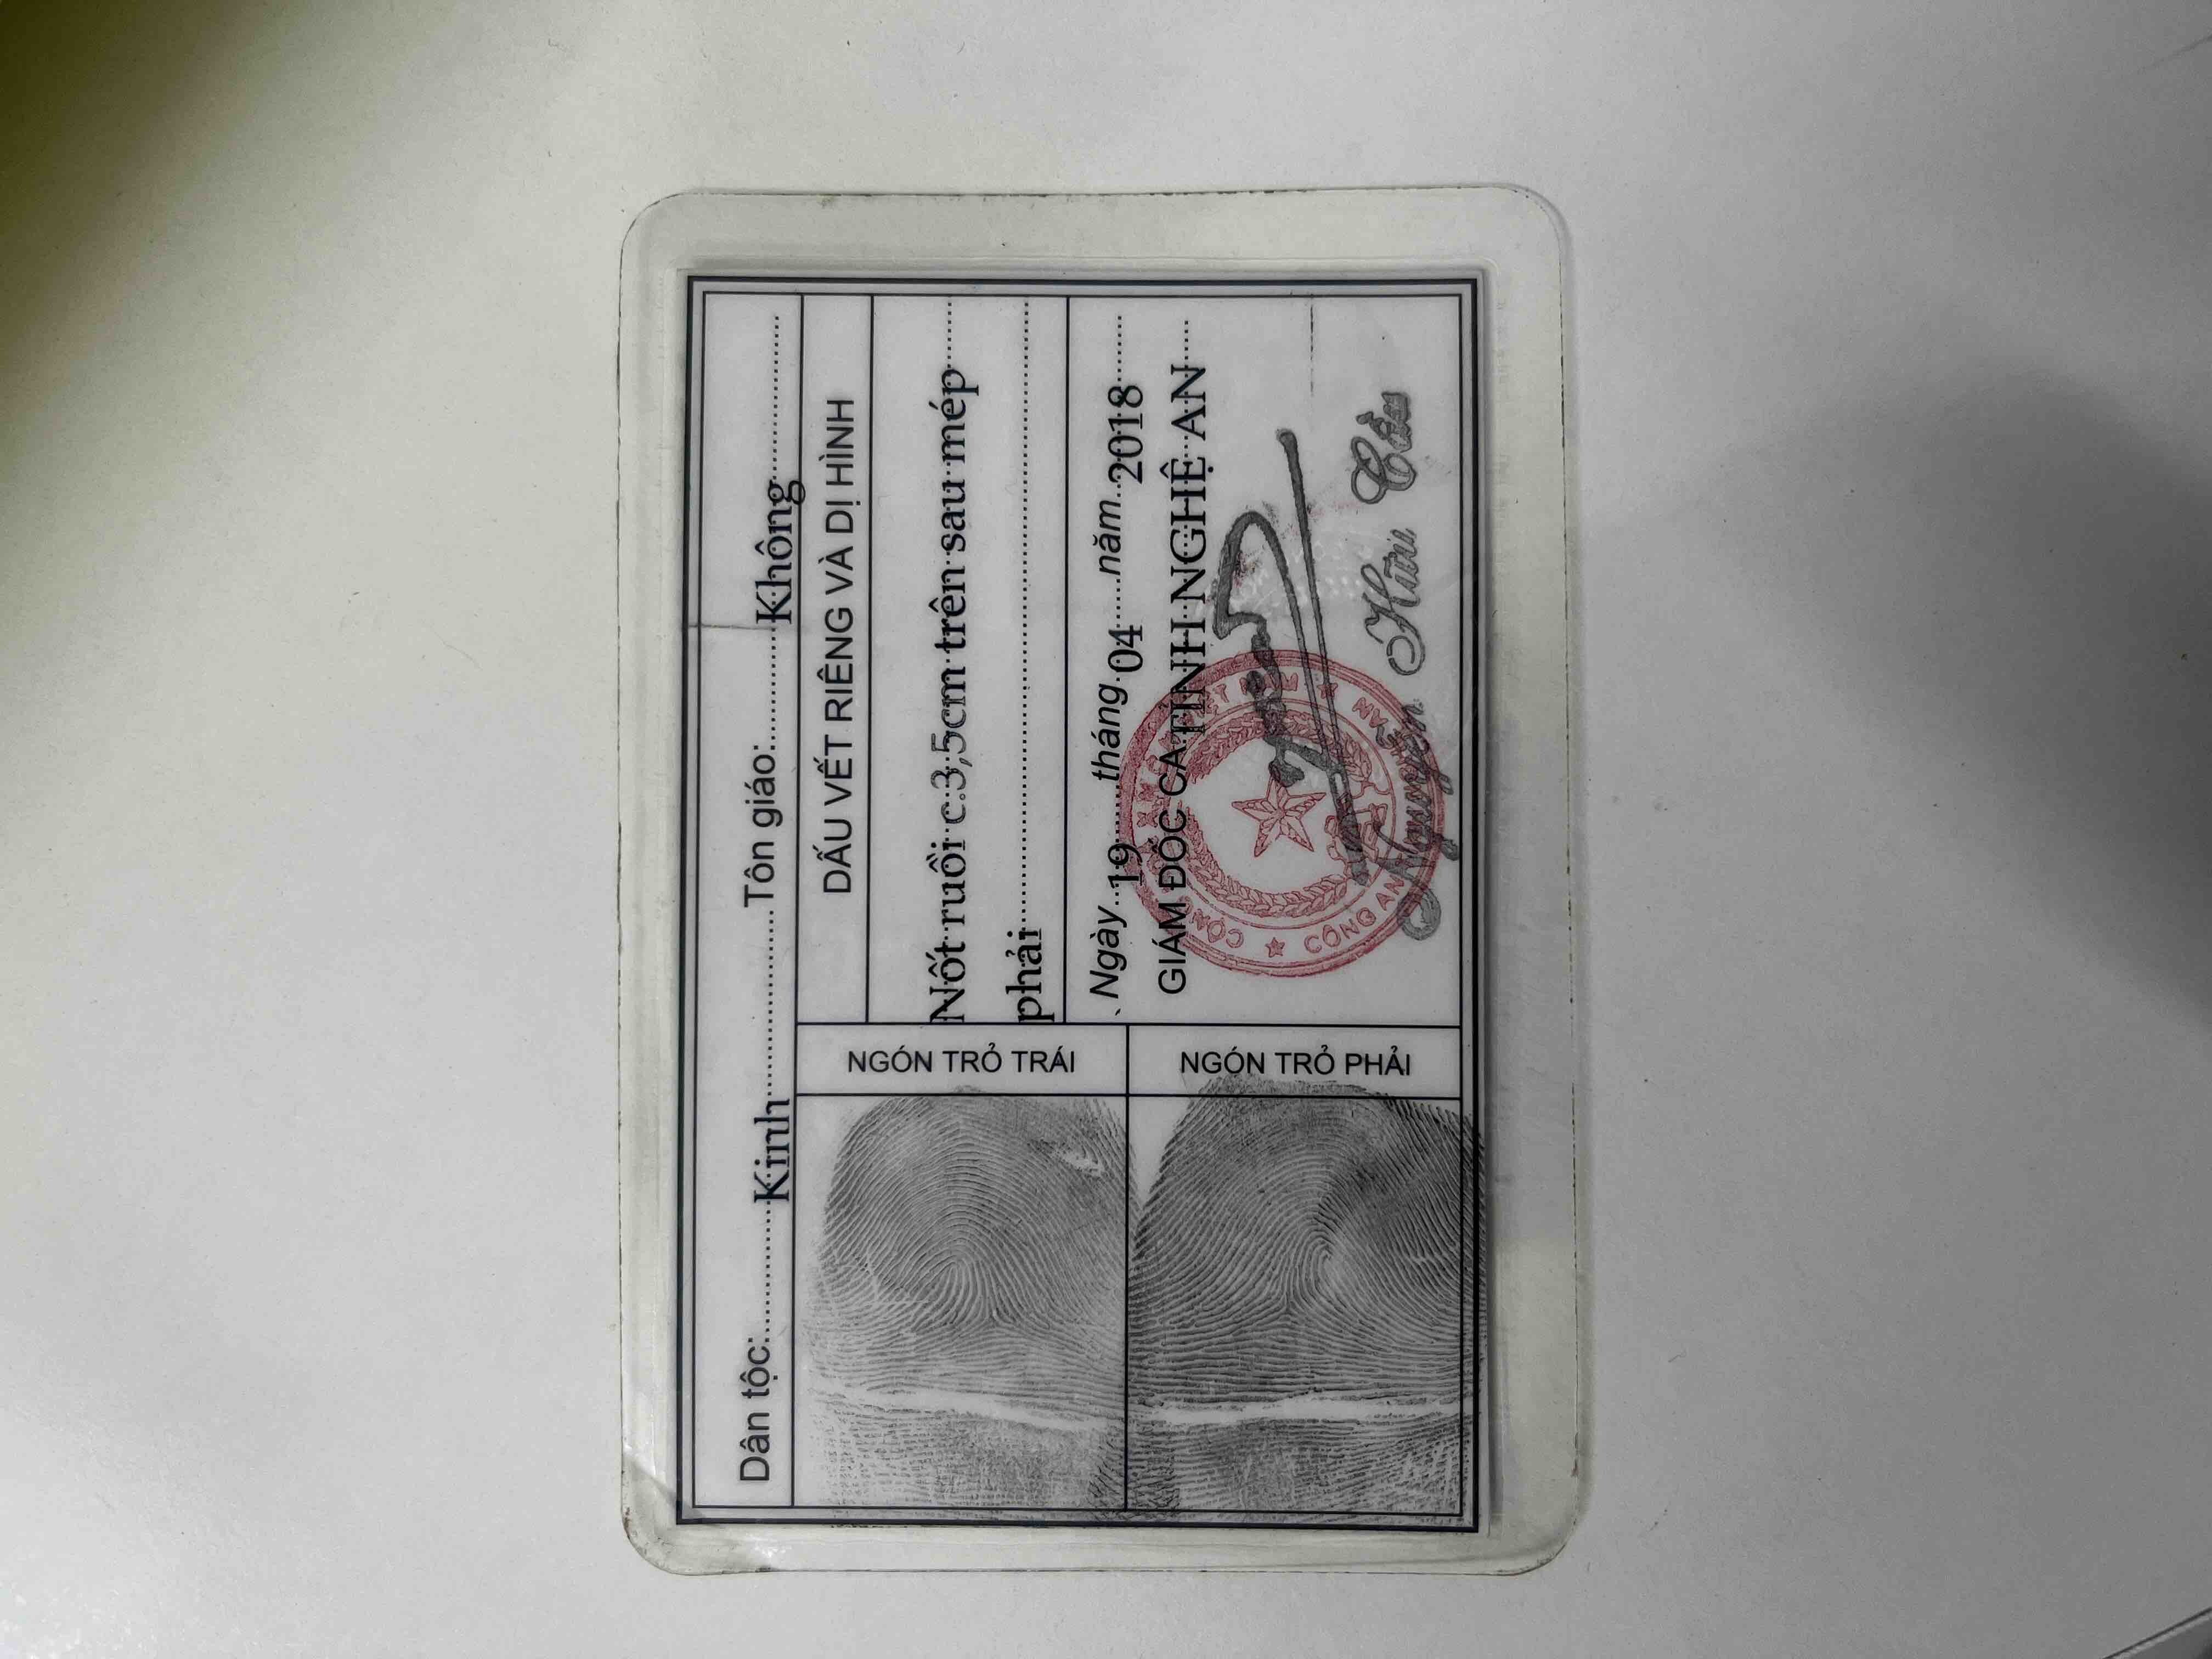 Dân tộc: Kinh Tôn giáo: Không
NGÓN TRỎ TRÁI
NGÓN TRỎ PHẢI
DẤU VẾT RIÊNG VÀ DỊ HÌNH
Nốt ruồi c.3,5cm trên sau mép
phải
Ngày 19 tháng 04 năm 2018
GIÁM ĐỐC CA TỈNH NGHỆ AN
CÔNG AN
Nguyễn Hữu Cầu